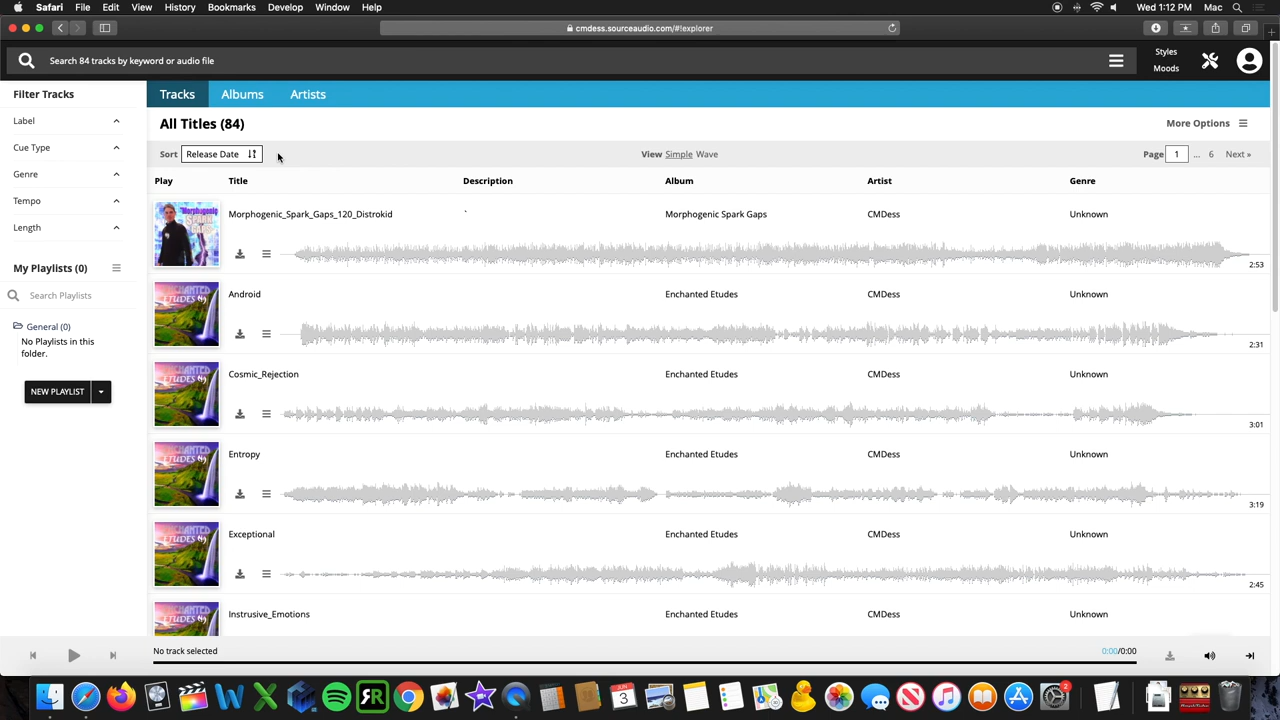 Safari File Edit View History Bookmarks Develop Window Help Wed 1:12 PM Mac
cmdess.sourceaudio.com/#!explorer
Search 84 tracks by keyword or audio file
Styles
Moods
Filter Tracks
Label
Cue Type
Genre
Tempo
Length
My Playlists (0)
Search Playlists
General (0)
No Playlists in this
folder.
NEW PLAYLIST
Tracks Albums Artists
All Titles (84) More Options
Sort Release Date View Simple Wave Page 1 ... 6 Next »
Play Title Description Album Artist Genre
Morphogenic_Spark_Gaps_120_Distrokid ` Morphogenic Spark Gaps CMDess Unknown
2:53
Android Enchanted Etudes CMDess Unknown
2:31
Cosmic_Rejection Enchanted Etudes CMDess Unknown
3:01
Entropy Enchanted Etudes CMDess Unknown
3:19
Exceptional Enchanted Etudes CMDess Unknown
2:45
Instrusive_Emotions Enchanted Etudes CMDess Unknown
No track selected 0:00/0:00